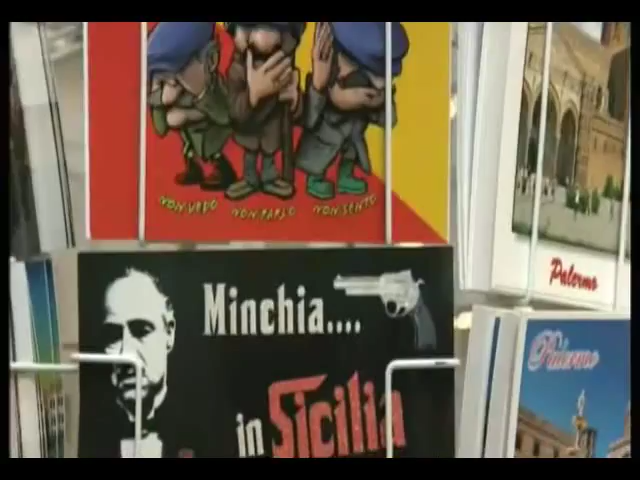 NON VEDO NON PARLO NON SENTO
Minchia....
in Sicilia
Palermo
Palermo